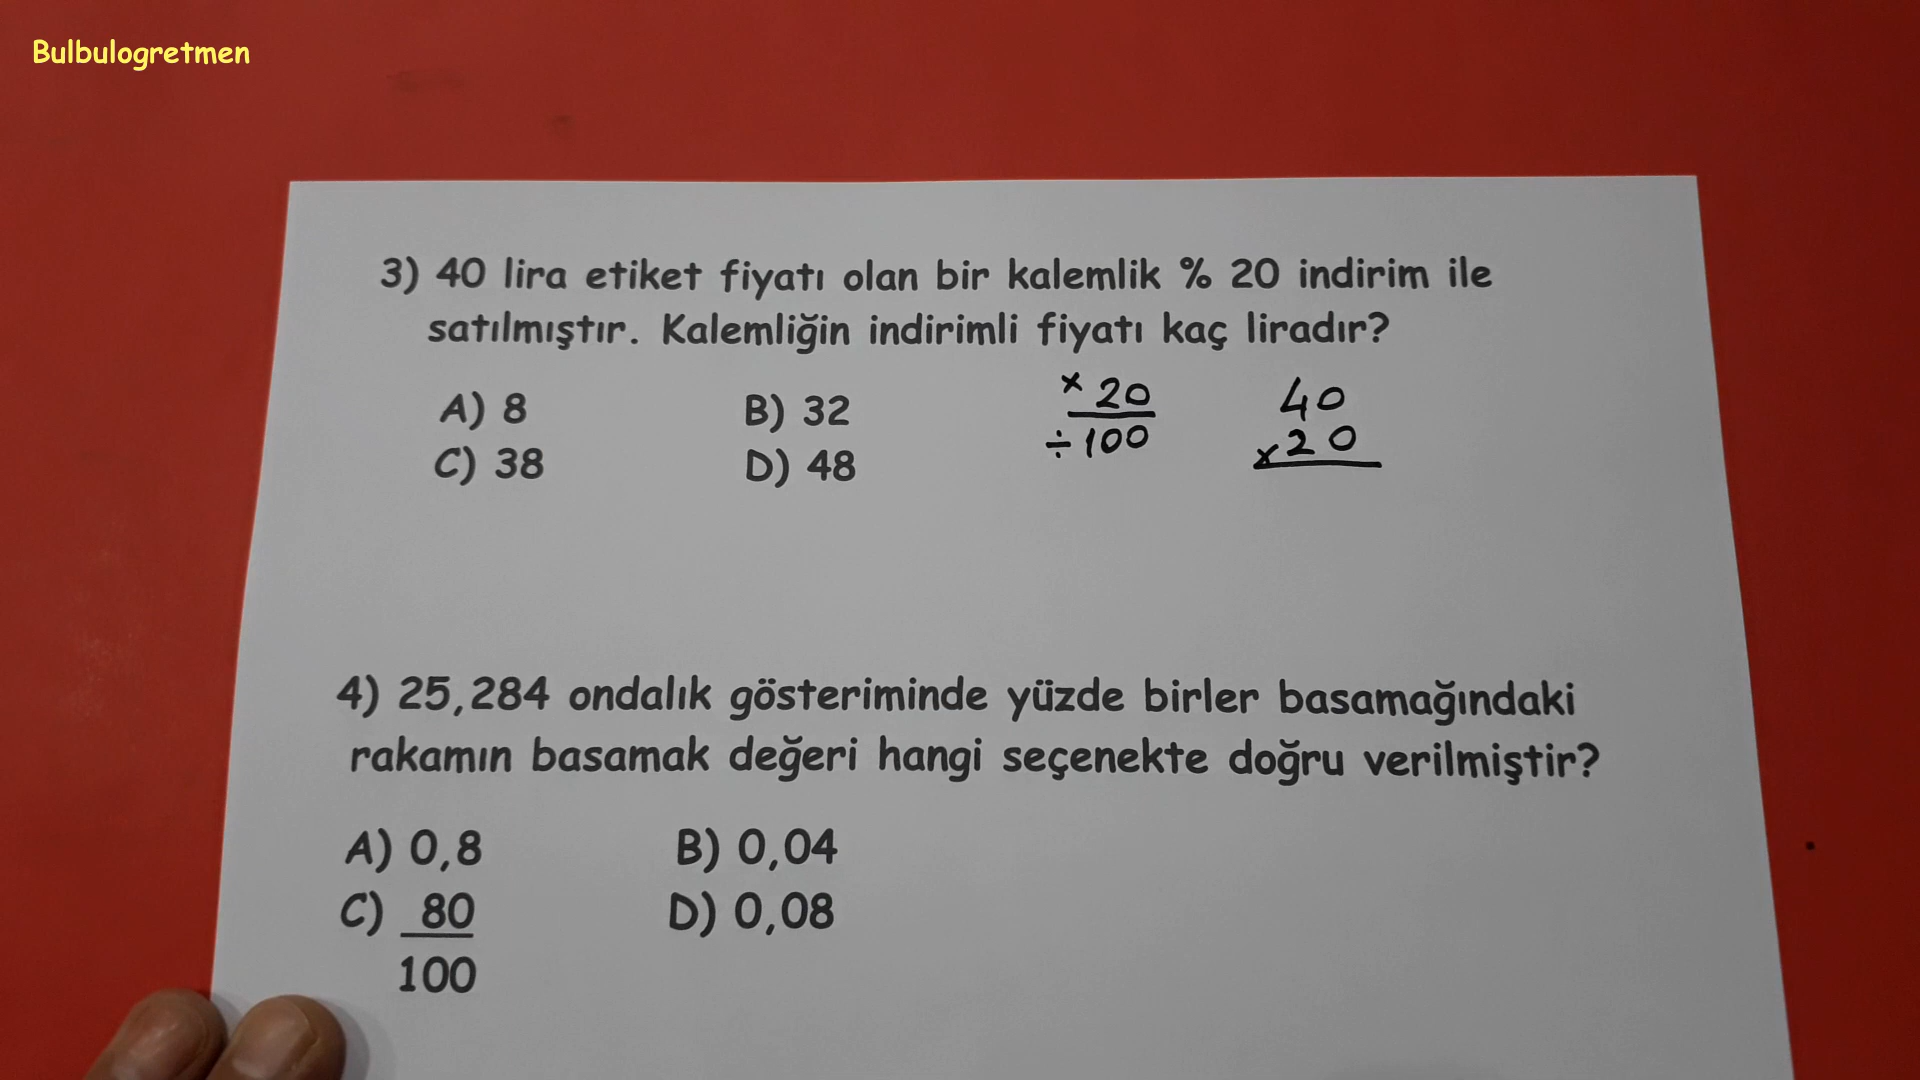 Bulbulogretmen
3) 40 lira etiket fiyatı olan bir kalemlik % 20 indirim ile
satılmıştır. Kalemliğin indirimli fiyatı kaç liradır?
A) 8 B) 32
C) 38 D) 48
x 20
÷ 100
40
x 20
4) 25,284 ondalık gösteriminde yüzde birler basamağındaki
rakamın basamak değeri hangi seçenekte doğru verilmiştir?
A) 0,8 B) 0,04
C) 80 D) 0,08
100